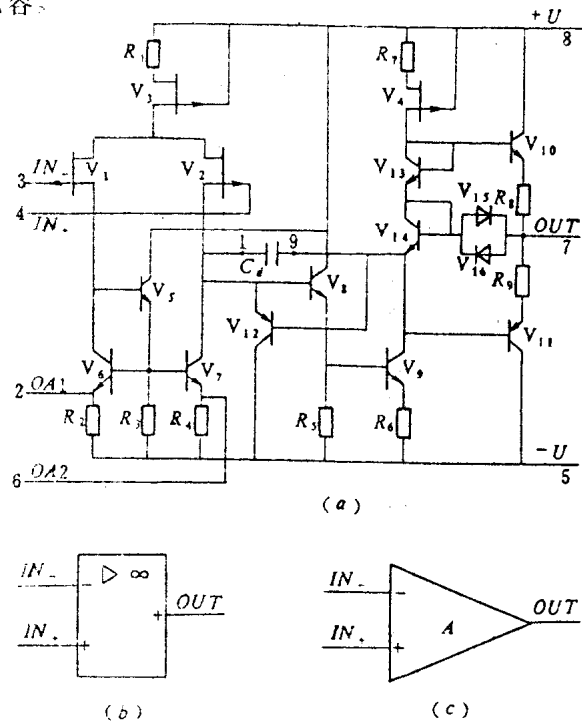 容。
+U
8
R₁
R₇
V₃
V₄
V₁₀
IN₋
3
V₁
V₂
V₁₃
4
IN₊
V₁₅
R₈
OUT
7
V₁₄
V₁₆
1
9
C_d
R₉
V₅
V₈
V₁₂
V₁₁
V₆
V₇
V₉
2
OA1
R₂
R₃
R₄
R₅
R₆
-U
5
6
OA2
(a)
IN₋
-
▷ ∞
OUT
+
IN₊
+
(b)
IN₋
-
OUT
A
IN₊
+
(c)